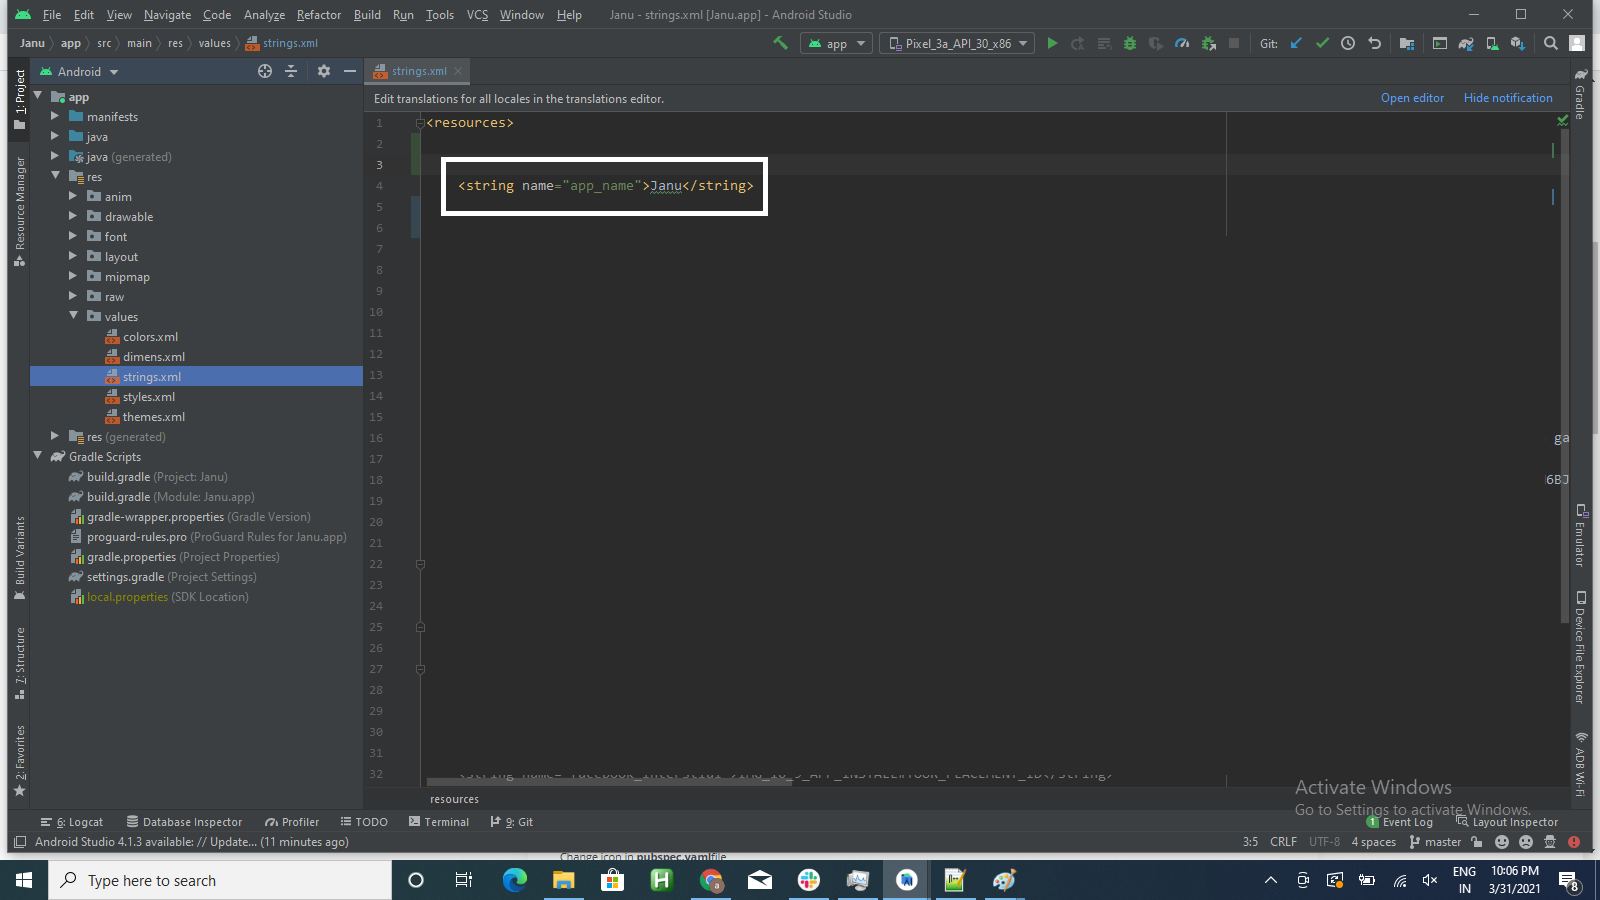 File Edit View Navigate Code Analyze Refactor Build Run Tools VCS Window Help Janu - strings.xml [Janu.app] - Android Studio
Janu app src main res values strings.xml app Pixel_3a_API_30_x86 Git:
Android strings.xml
Edit translations for all locales in the translations editor. Open editor Hide notification
1: Project
Resource Manager
Build Variants
7: Structure
2: Favorites
app
manifests
java
java (generated)
res
anim
drawable
font
layout
mipmap
raw
values
colors.xml
dimens.xml
strings.xml
styles.xml
themes.xml
res (generated)
Gradle Scripts
build.gradle (Project: Janu)
build.gradle (Module: Janu.app)
gradle-wrapper.properties (Gradle Version)
proguard-rules.pro (ProGuard Rules for Janu.app)
gradle.properties (Project Properties)
settings.gradle (Project Settings)
local.properties (SDK Location)
1 <resources>
2
3
4 <string name="app_name">Janu</string>
5
6
7
8
9
10
11
12
13
14
15
16 ga
17
18 6BJ
19
20
21
22
23
24
25
26
27
28
29
30
31
32
resources
Gradle
Emulator
Device File Explorer
ADB Wi-Fi
Activate Windows
Go to Settings to activate Windows.
6: Logcat Database Inspector Profiler TODO Terminal 9: Git 1 Event Log Layout Inspector
Android Studio 4.1.3 available: // Update... (11 minutes ago) 3:5 CRLF UTF-8 4 spaces master
Change icon in pubspec.yamlfile
Type here to search
ENG
IN
10:06 PM
3/31/2021
8